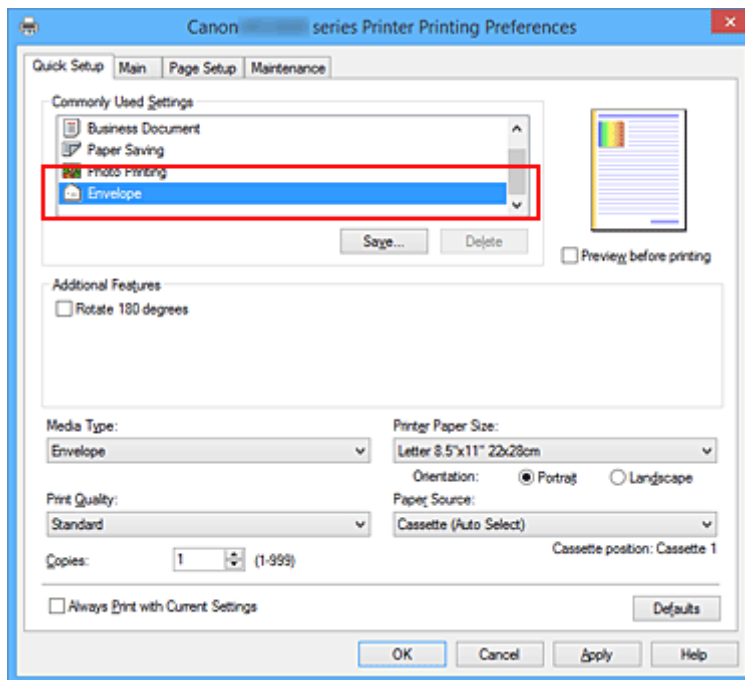 Canon series Printer Printing Preferences
Quick Setup Main Page Setup Maintenance
Commonly Used Settings
Business Document
Paper Saving
Photo Printing
Envelope
Save... Delete
Preview before printing
Addtional Features
Rotate 180 degrees
Media Type: Printer Paper Size:
Envelope Letter 8.5"x11" 22x28cm
Orientation: Portrait Landscape
Print Quality: Paper Source:
Standard Cassette (Auto Select)
Cassette position: Cassette 1
Copies: 1 (1-999)
Always Print with Current Settings Defaults
OK Cancel Apply Help